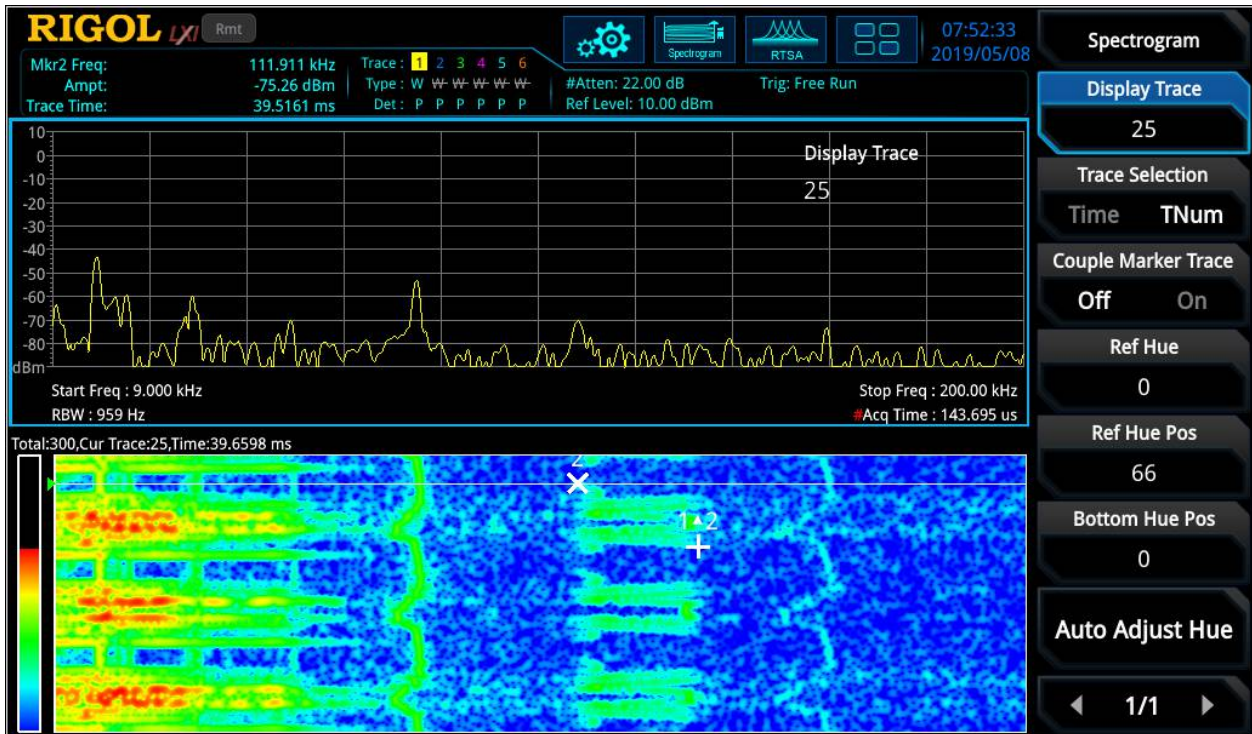 RIGOL LXI Rmt
Spectrogram RTSA
07:52:33
2019/05/08
Mkr2 Freq: 111.911 kHz
Ampt: -75.26 dBm
Trace Time: 39.5161 ms
Trace : 1 2 3 4 5 6
Type : W W W W W W
Det : P P P P P P
#Atten: 22.00 dB Trig: Free Run
Ref Level: 10.00 dBm
10
0
-10
-20
-30
-40
-50
-60
-70
-80
dBm
Display Trace
25
Start Freq : 9.000 kHz Stop Freq : 200.00 kHz
RBW : 959 Hz #Acq Time : 143.695 us
Total:300,Cur Trace:25,Time:39.6598 ms
2
1▲2
Spectrogram
Display Trace
25
Trace Selection
Time TNum
Couple Marker Trace
Off On
Ref Hue
0
Ref Hue Pos
66
Bottom Hue Pos
0
Auto Adjust Hue
1/1